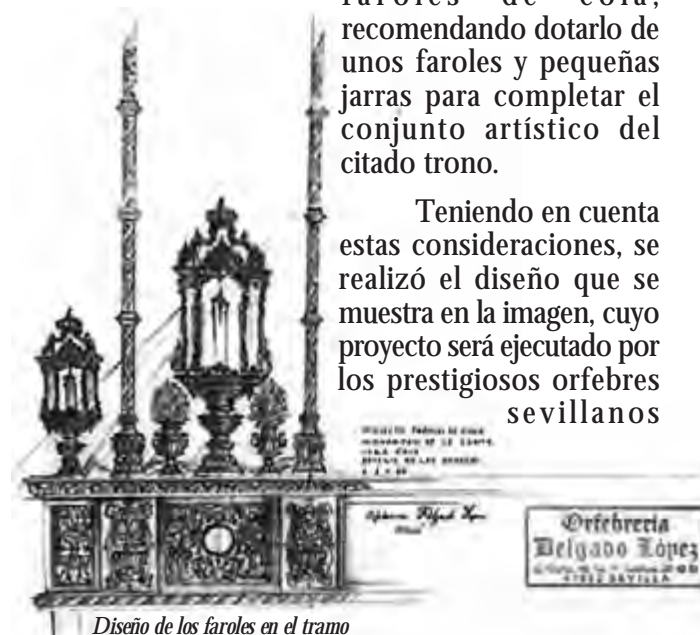 faroles de cola,
recomendando dotarlo de
unos faroles y pequeñas
jarras para completar el
conjunto artístico del
citado trono.
Teniendo en cuenta
estas consideraciones, se
realizó el diseño que se
muestra en la imagen, cuyo
proyecto será ejecutado por
los prestigiosos orfebres
sevillanos
Orfebrería
Delgado López
SEVILLA
Diseño de los faroles en el tramo